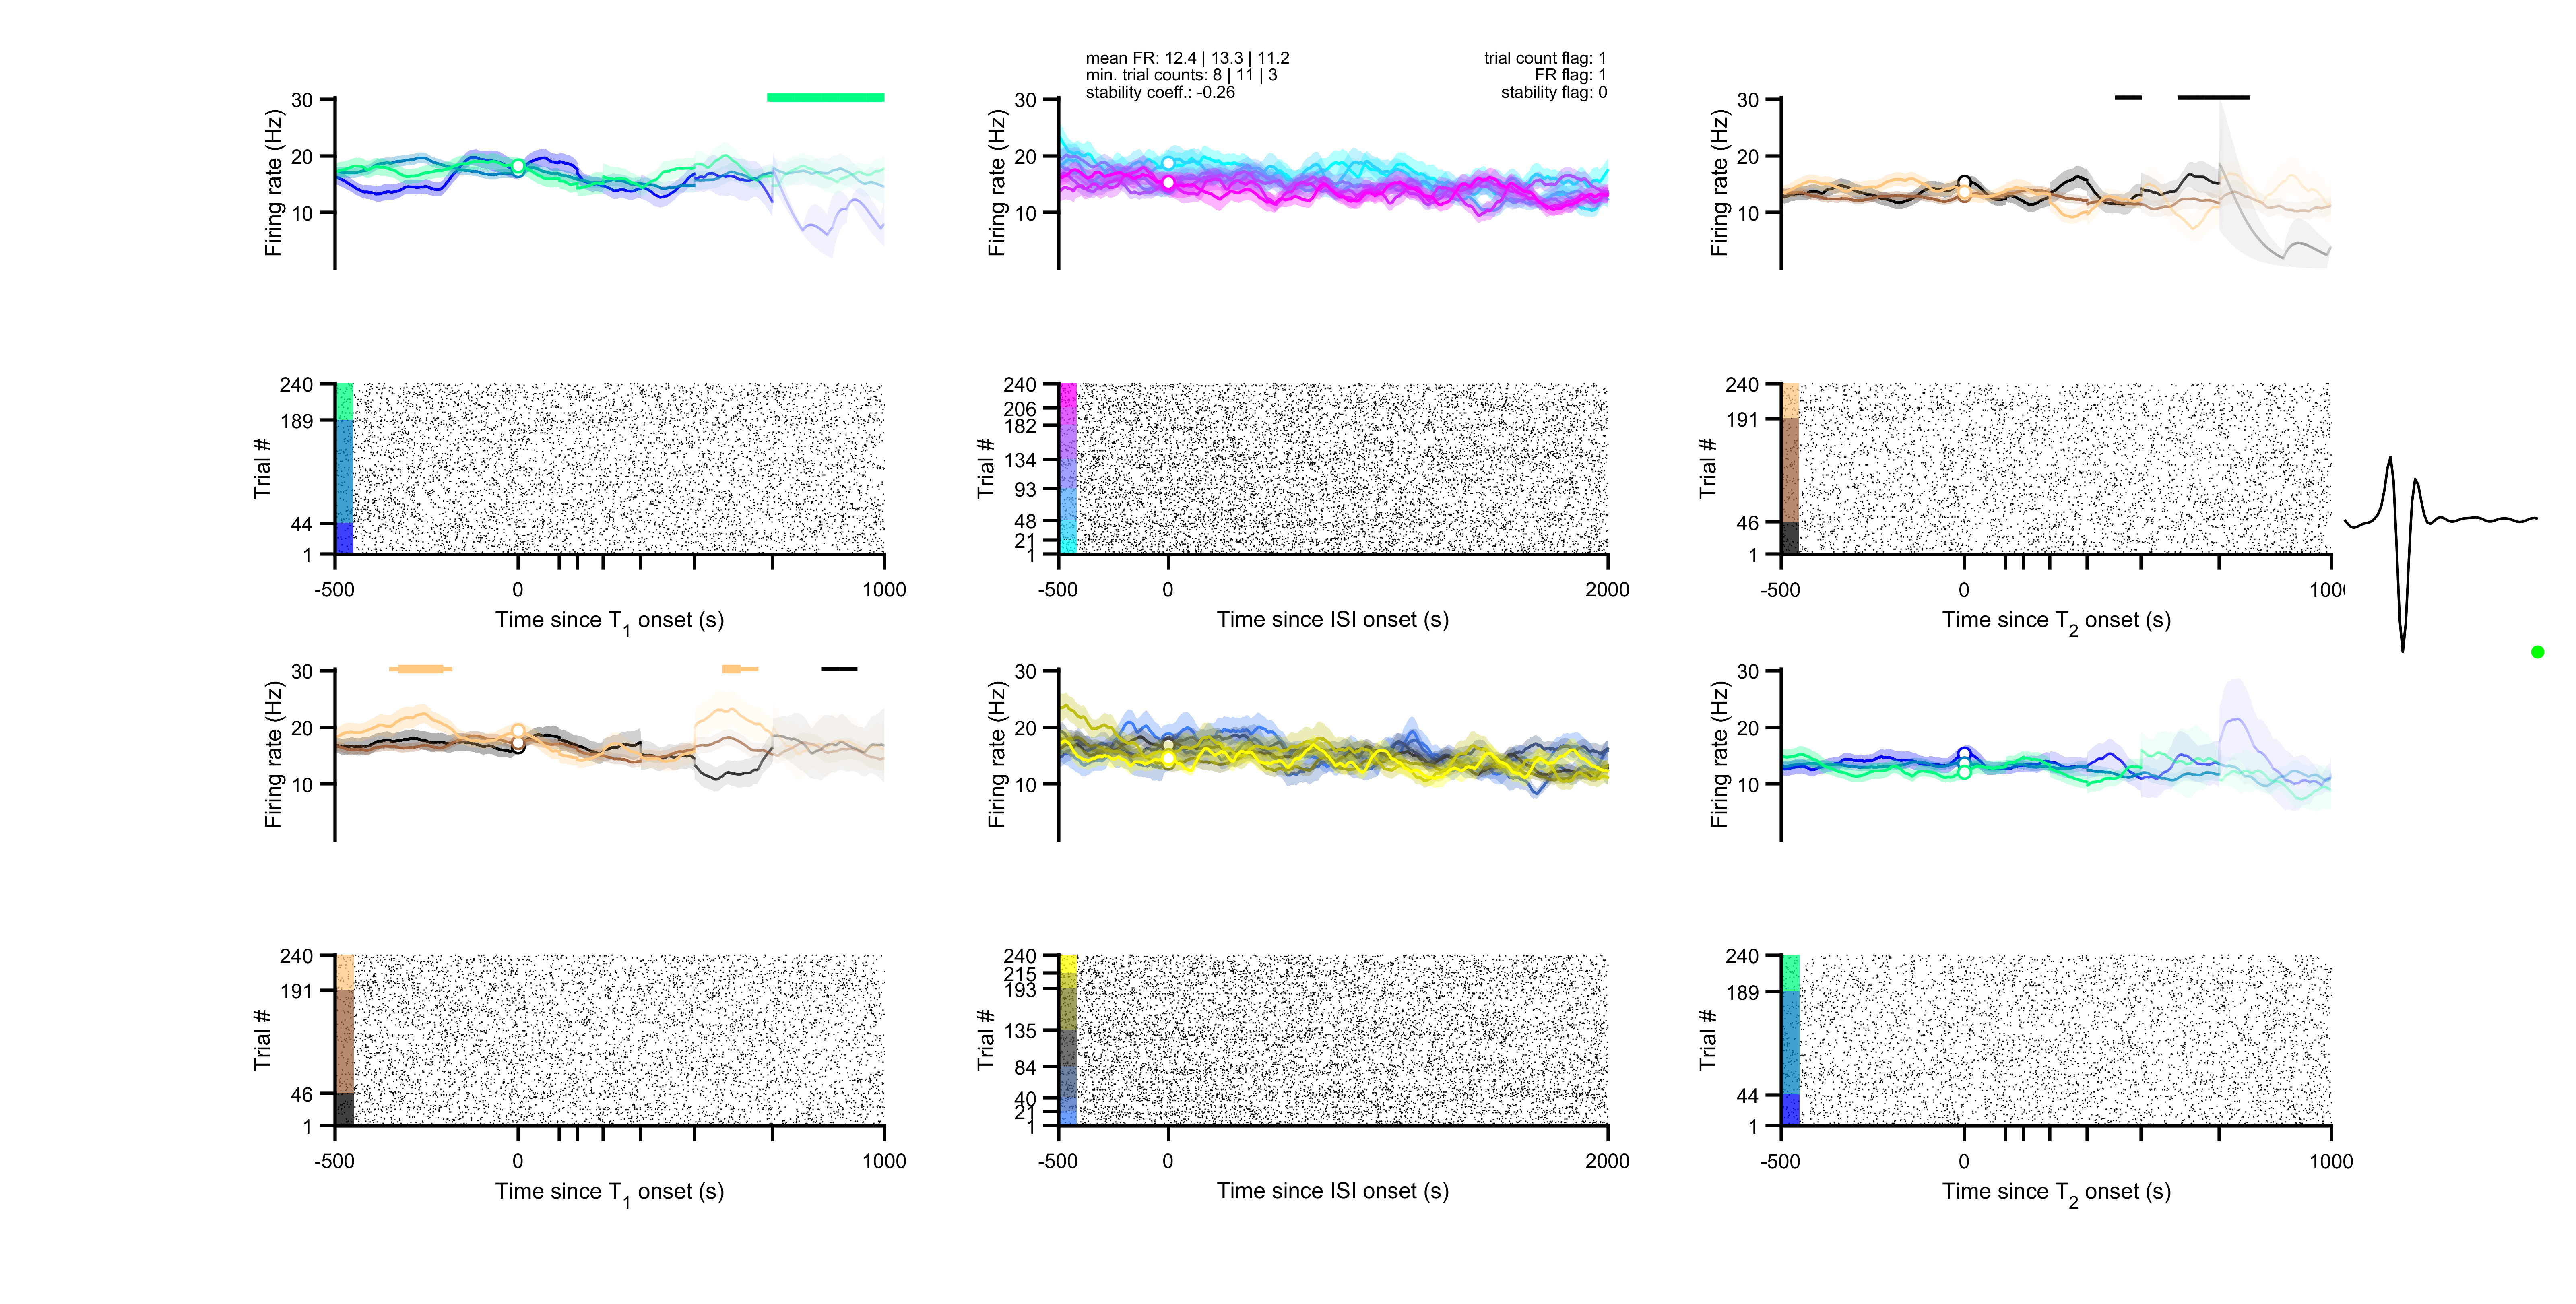 mean FR: 12.4 | 13.3 | 11.2
min. trial counts: 8 | 11 | 3
stability coeff.: -0.26
trial count flag: 1
FR flag: 1
stability flag: 0
30
20
10
Firing rate (Hz)
30
20
10
Firing rate (Hz)
30
20
10
Firing rate (Hz)
240
189
44
1
Trial #
-500
0
1000
Time since T1 onset (s)
240
206
182
134
93
48
21
1
Trial #
-500
0
2000
Time since ISI onset (s)
240
191
46
1
Trial #
-500
0
100
Time since T2 onset (s)
30
20
10
Firing rate (Hz)
30
20
10
Firing rate (Hz)
30
20
10
Firing rate (Hz)
240
191
46
1
Trial #
-500
0
1000
Time since T1 onset (s)
240
215
193
135
84
40
21
1
Trial #
-500
0
2000
Time since ISI onset (s)
240
189
44
1
Trial #
-500
0
1000
Time since T2 onset (s)